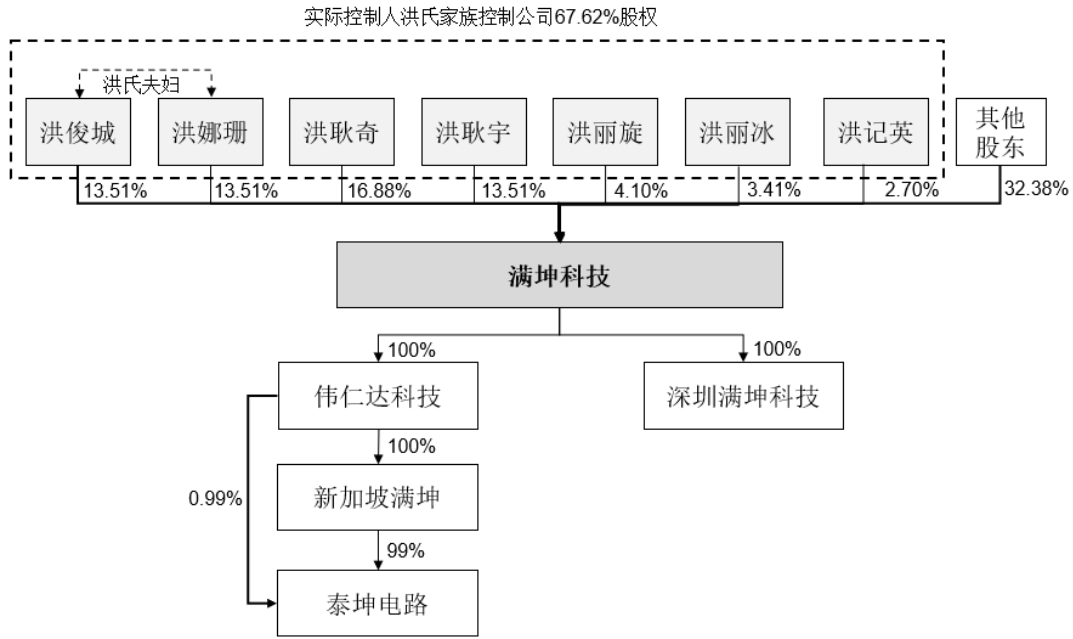 实际控制人洪氏家族控制公司67.62%股权
洪氏夫妇
洪俊城
洪娜珊
洪耿奇
洪耿宇
洪丽旋
洪丽冰
洪记英
其他
股东
13.51%
13.51%
16.88%
13.51%
4.10%
3.41%
2.70%
32.38%
满坤科技
100%
100%
伟仁达科技
深圳满坤科技
100%
0.99%
新加坡满坤
99%
泰坤电路